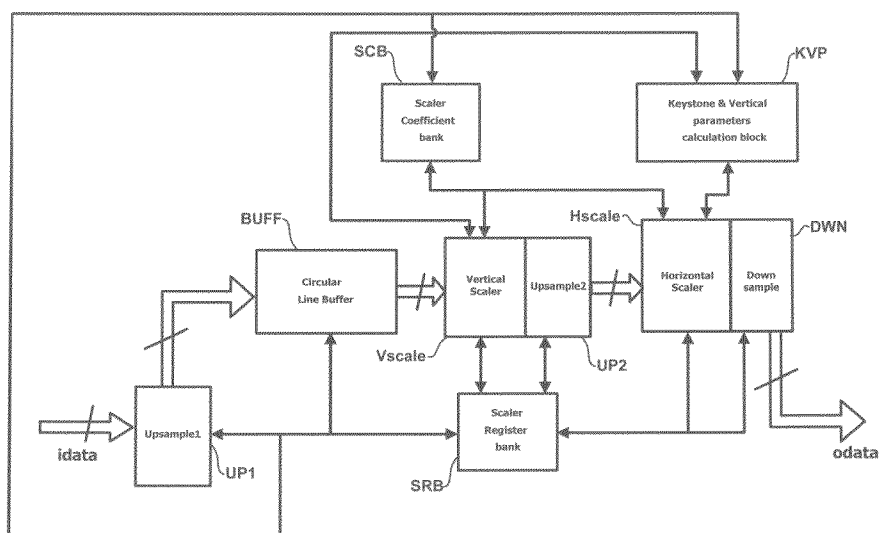 SCB
KVP
Scaler
Coefficient
bank
Keystone & Vertical
parameters
calculation block
BUFF
Hscale
DWN
Circular
Line Buffer
Vertical
Scaler
Upsample2
Horizontal
Scaler
Down
sample
Vscale
UP2
Upsample1
Scaler
Register
bank
idata
UP1
SRB
odata